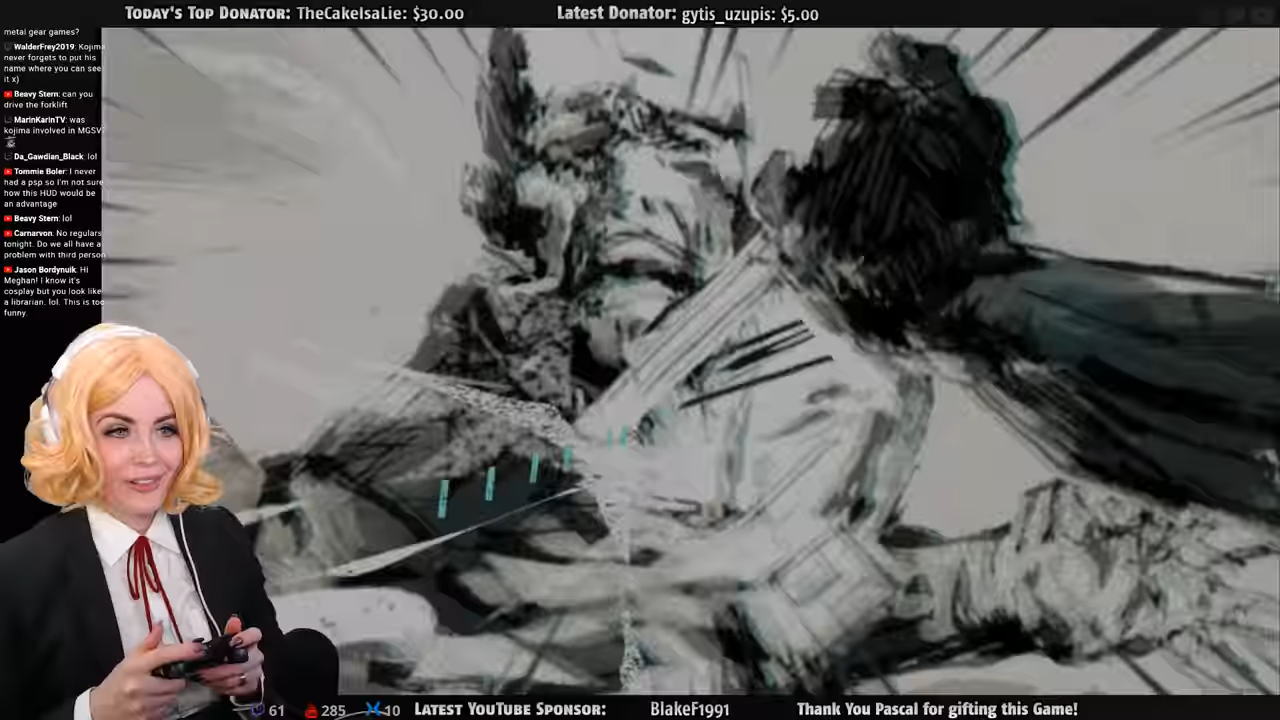 TODAY'S TOP DONATOR: TheCakeIsaLie: $30.00
LATEST DONATOR: gytis_uzupis: $5.00
metal gear games?
WalderFrey2019: Kojima
never forgets to put his
name where you can see
it x)
Beavy Stern: can you
drive the forklift
MarinKarinTV: was
kojima involved in MGSV?
Da_Gawdian_Black: lol
Tommie Boler: I never
had a psp so I'm not sure
how this HUD would be
an advantage
Beavy Stern: lol
Carnarvon: No regulars
tonight. Do we all have a
problem with third person
Jason Bordynuik: Hi
Meghan! I know it's
cosplay but you look like
a librarian. lol. This is too
funny.
61
285
10
LATEST YOUTUBE SPONSOR:
BlakeF1991
THANK YOU PASCAL FOR GIFTING THIS GAME!